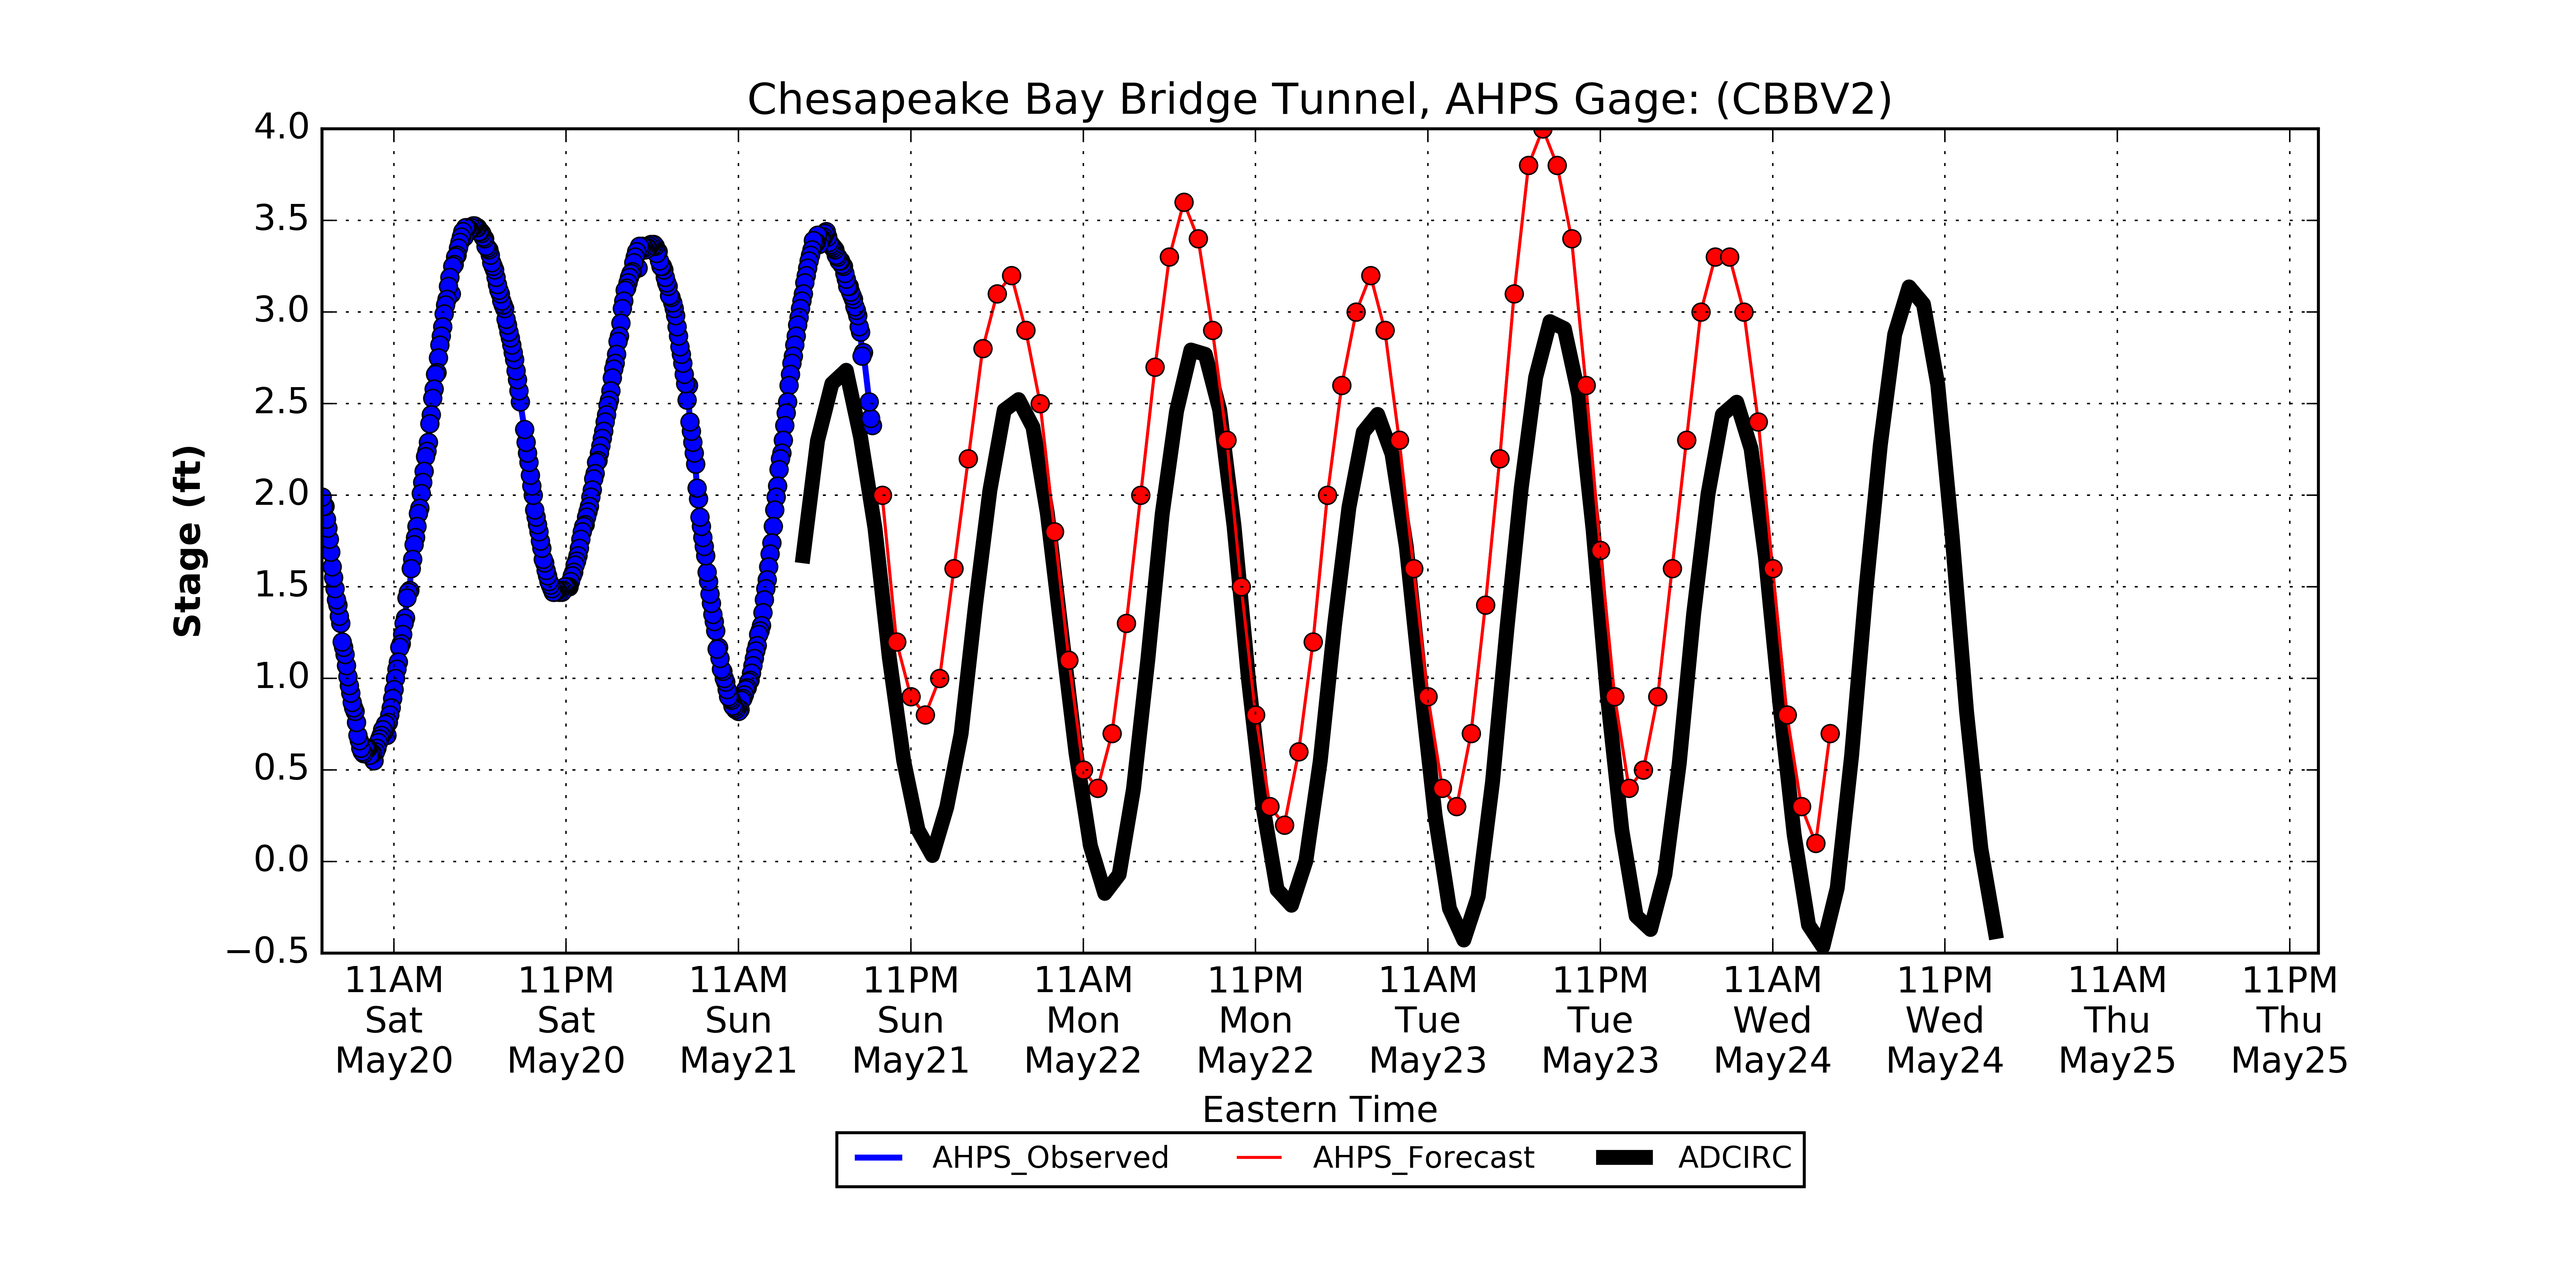 Chesapeake Bay Bridge Tunnel, AHPS Gage: (CBBV2)
4.0
3.5
3.0
2.5
2.0
1.5
1.0
0.5
0.0
−0.5
Stage (ft)
11AM 11PM 11AM 11PM 11AM 11PM 11AM 11PM 11AM 11PM 11AM 11PM
Sat Sat Sun Sun Mon Mon Tue Tue Wed Wed Thu Thu
May20 May20 May21 May21 May22 May22 May23 May23 May24 May24 May25 May25
Eastern Time
AHPS_Observed AHPS_Forecast ADCIRC